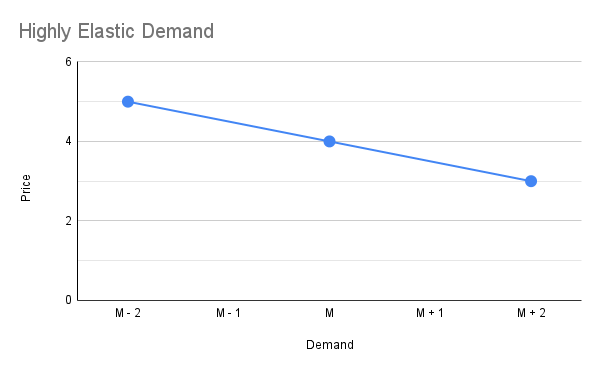 Highly Elastic Demand
6
4
2
0
Price
M - 2
M - 1
M
M + 1
M + 2
Demand